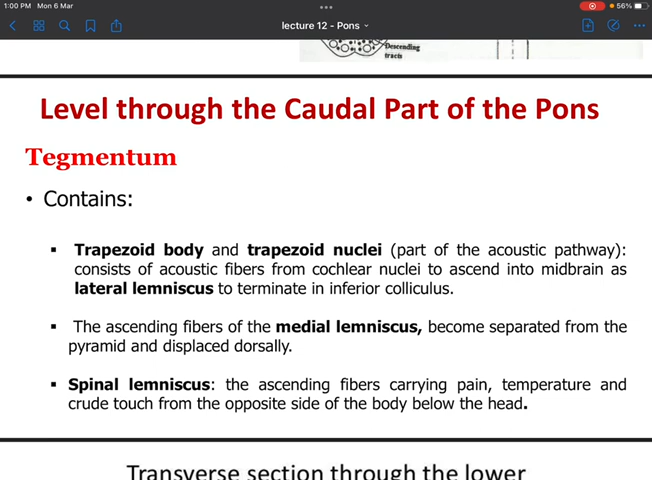 1:00 PM Mon 6 Mar
56%
lecture 12 - Pons
Descending
tracts
Level through the Caudal Part of the Pons
Tegmentum
• Contains:
▪ Trapezoid body and trapezoid nuclei (part of the acoustic pathway):
consists of acoustic fibers from cochlear nuclei to ascend into midbrain as
lateral lemniscus to terminate in inferior colliculus.
▪ The ascending fibers of the medial lemniscus, become separated from the
pyramid and displaced dorsally.
▪ Spinal lemniscus: the ascending fibers carrying pain, temperature and
crude touch from the opposite side of the body below the head.
Transverse section through the lower